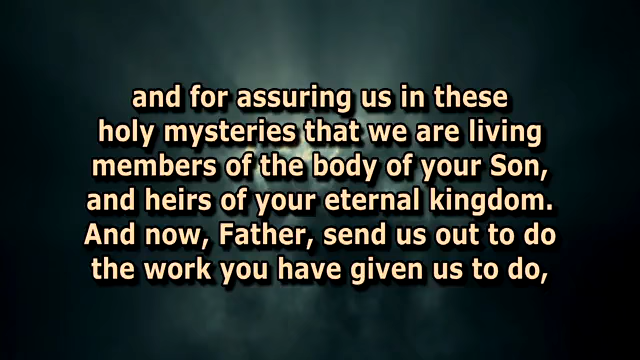 and for assuring us in these
holy mysteries that we are living
members of the body of your Son,
and heirs of your eternal kingdom.
And now, Father, send us out to do
the work you have given us to do,